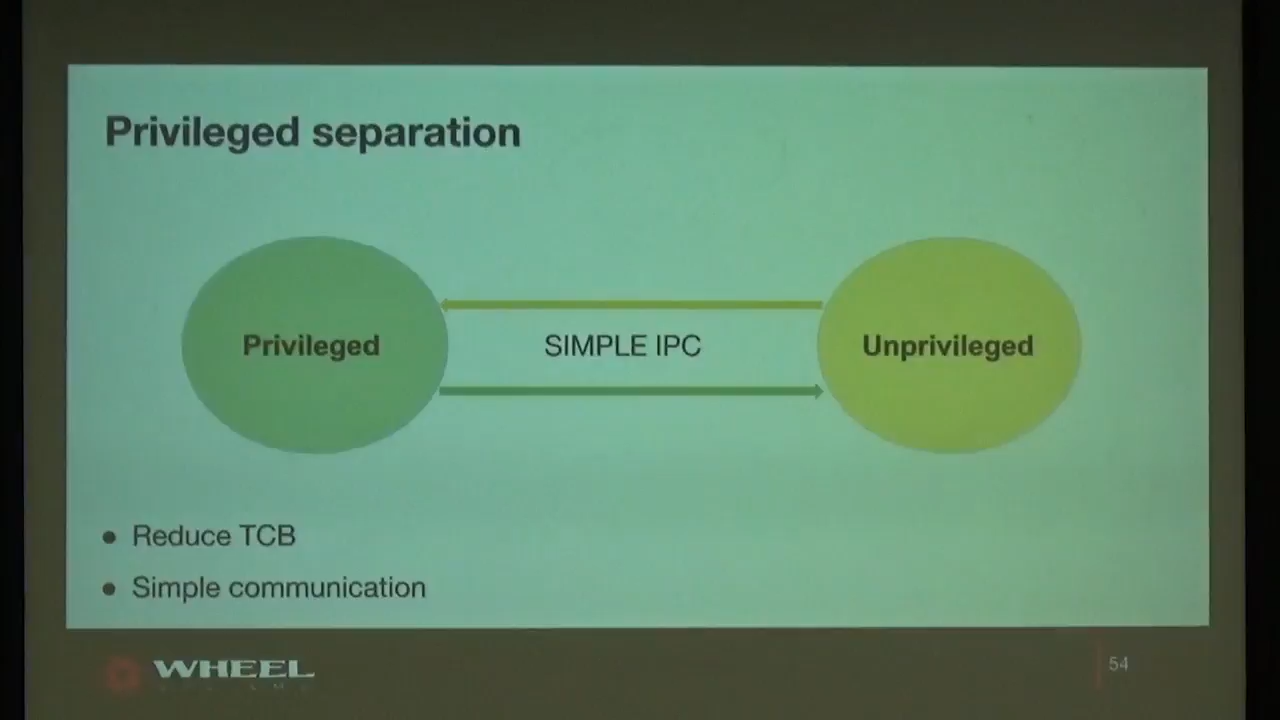 Privileged separation
Privileged
SIMPLE IPC
Unprivileged
● Reduce TCB
● Simple communication
WHEEL
54